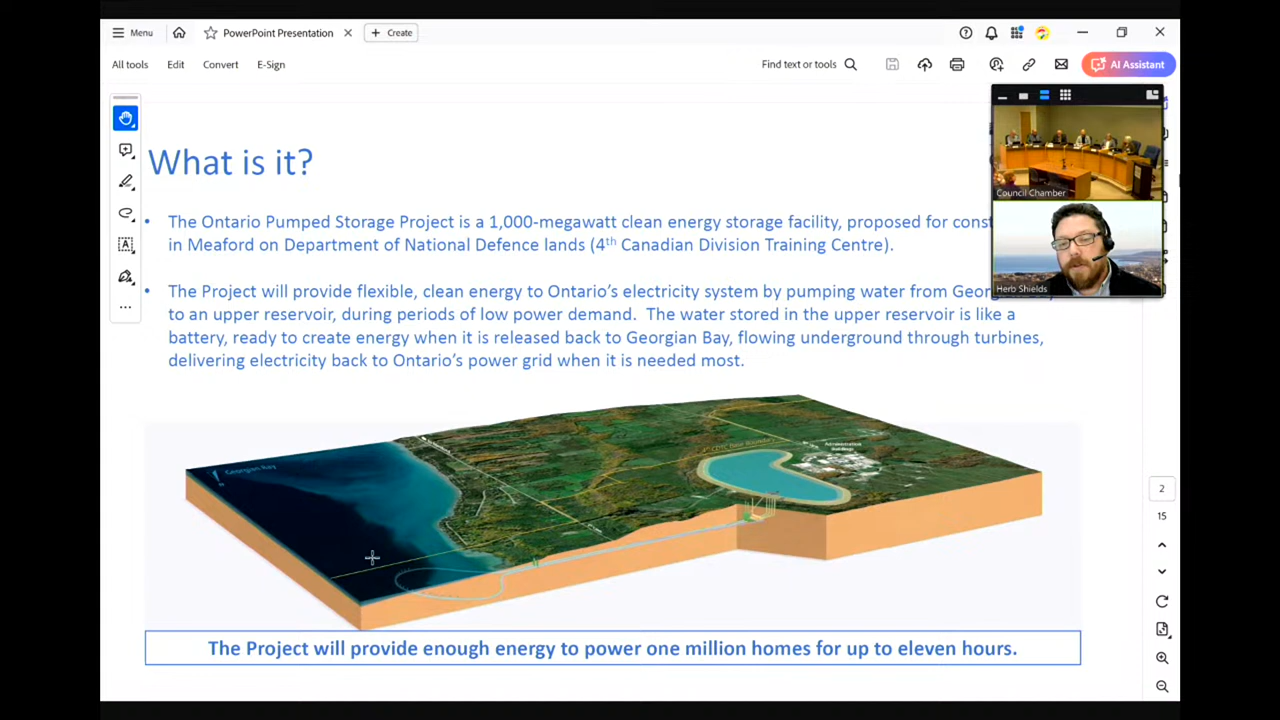 Menu
PowerPoint Presentation
Create
All tools
Edit
Convert
E-Sign
Find text or tools
AI Assistant
What is it?
Council Chamber
• The Ontario Pumped Storage Project is a 1,000-megawatt clean energy storage facility, proposed for const
in Meaford on Department of National Defence lands (4th Canadian Division Training Centre).
Herb Shields
• The Project will provide flexible, clean energy to Ontario's electricity system by pumping water from Georg
to an upper reservoir, during periods of low power demand. The water stored in the upper reservoir is like a
battery, ready to create energy when it is released back to Georgian Bay, flowing underground through turbines,
delivering electricity back to Ontario's power grid when it is needed most.
Georgian Bay
Administration
Buildings
2
15
The Project will provide enough energy to power one million homes for up to eleven hours.